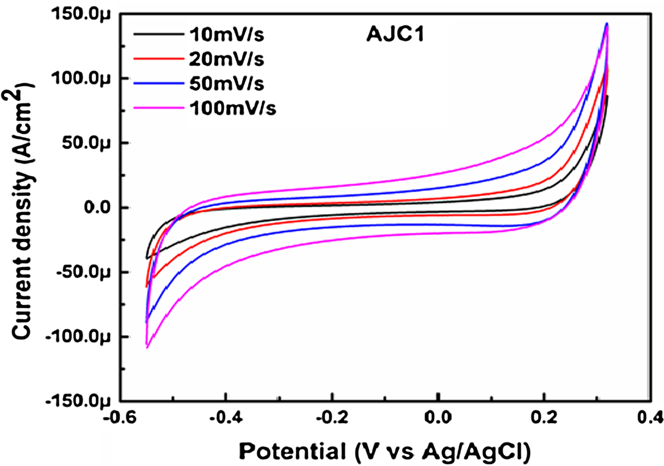 AJC1
10mV/s
20mV/s
50mV/s
100mV/s
150.0µ
100.0µ
50.0µ
0.0
-50.0µ
-100.0µ
-150.0µ
Current density (A/cm²)
-0.6 -0.4 -0.2 0.0 0.2 0.4
Potential (V vs Ag/AgCl)